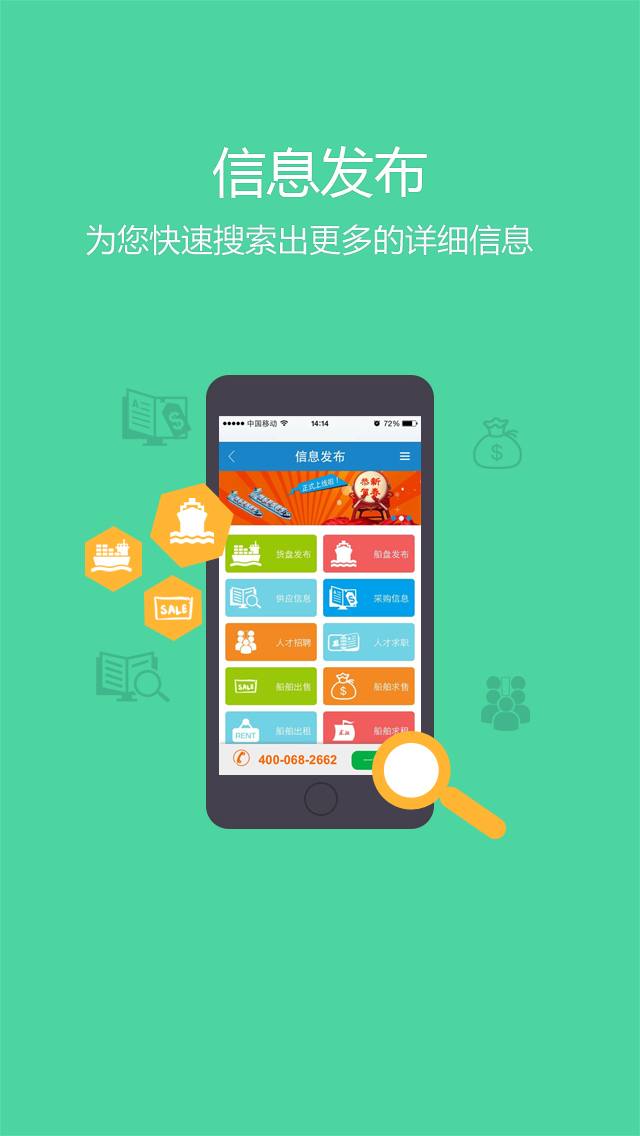 信息发布
为您快速搜索出更多的详细信息
中国移动 14:14 72%
信息发布
正式上线啦！
恭新
货盘发布 船盘发布
供应信息 采购信息
人才招聘 人才求职
SALE 船舶出售 $ 船舶求售
RENT 船舶出租 船舶求租
400-068-2662
SALE
A
$
$